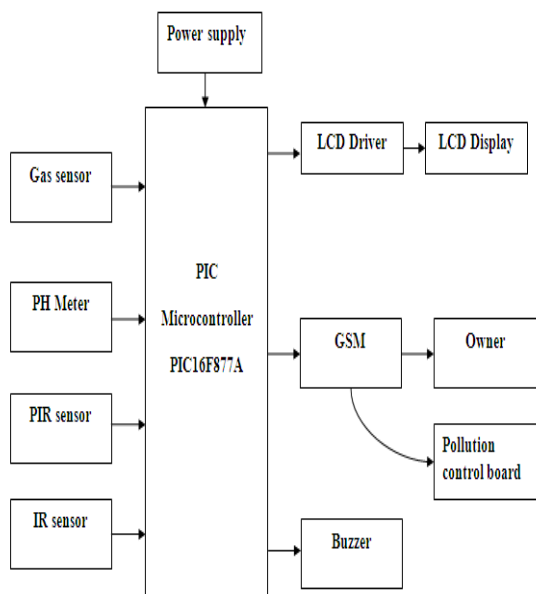 Power supply
LCD Driver
LCD Display
Gas sensor
PIC
Microcontroller
PIC16F877A
PH Meter
GSM
Owner
PIR sensor
Pollution
control board
IR sensor
Buzzer